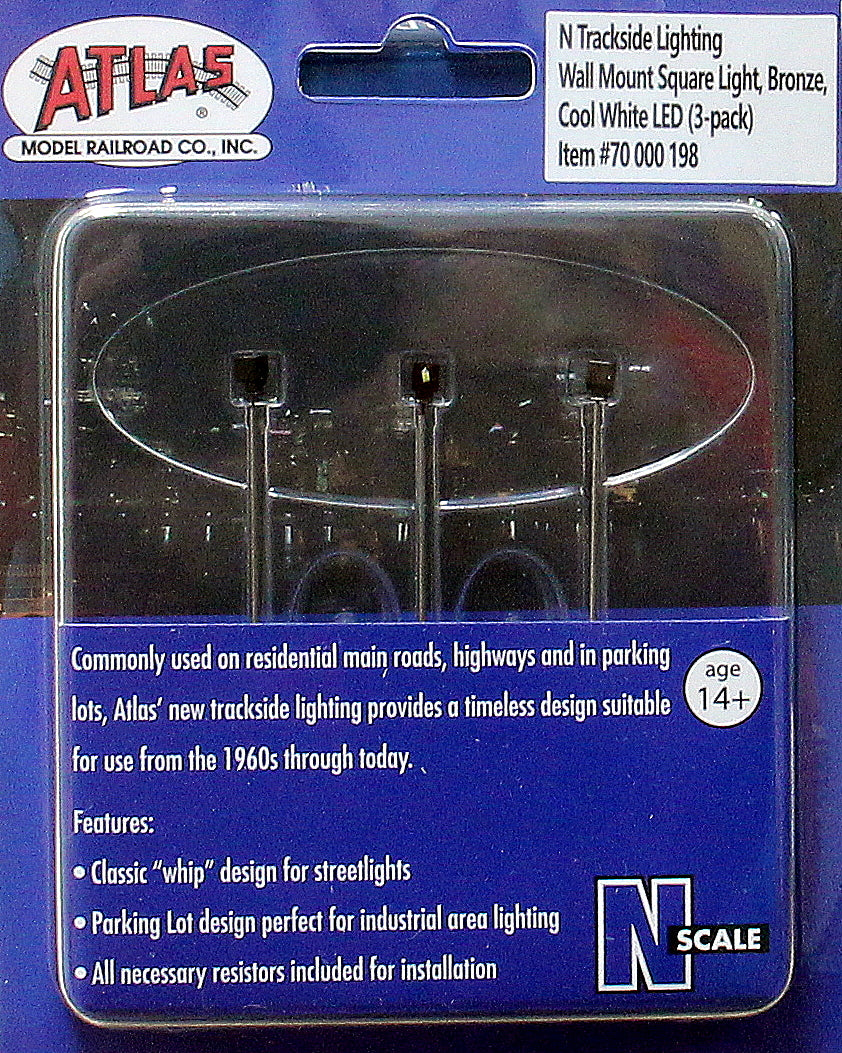 ATLAS®
MODEL RAILROAD CO., INC.
N Trackside Lighting
Wall Mount Square Light, Bronze,
Cool White LED (3-pack)
Item #70 000 198
Commonly used on residential main roads, highways and in parking
lots, Atlas' new trackside lighting provides a timeless design suitable
for use from the 1960s through today.
age
14+
Features:
• Classic "whip" design for streetlights
• Parking Lot design perfect for industrial area lighting
• All necessary resistors included for installation
N
SCALE